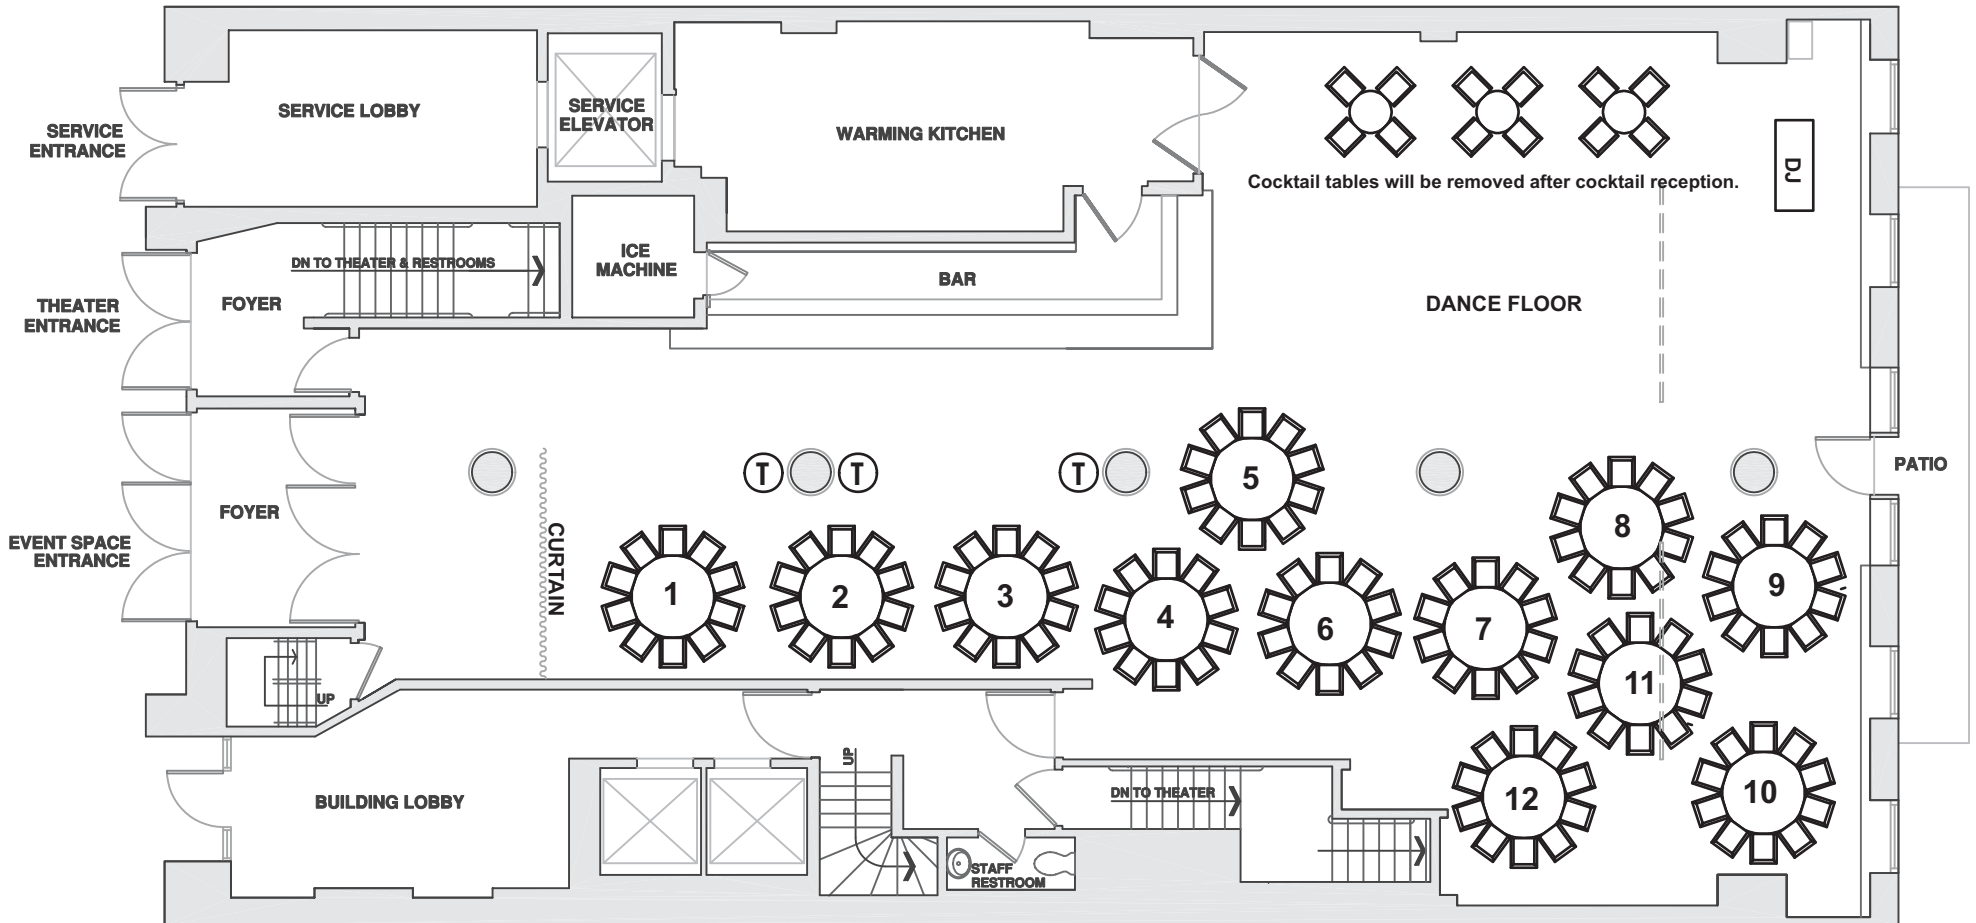 SERVICE LOBBY
SERVICE
ELEVATOR
WARMING KITCHEN
SERVICE
ENTRANCE
Cocktail tables will be removed after cocktail reception.
DJ
ICE
MACHINE
DN TO THEATER & RESTROOMS
BAR
THEATER
ENTRANCE
FOYER
DANCE FLOOR
T
T
T
5
PATIO
FOYER
EVENT SPACE
ENTRANCE
CURTAIN
8
1
2
3
4
6
7
9
11
UP
UP
BUILDING LOBBY
DN TO THEATER
12
10
STAFF
RESTROOM